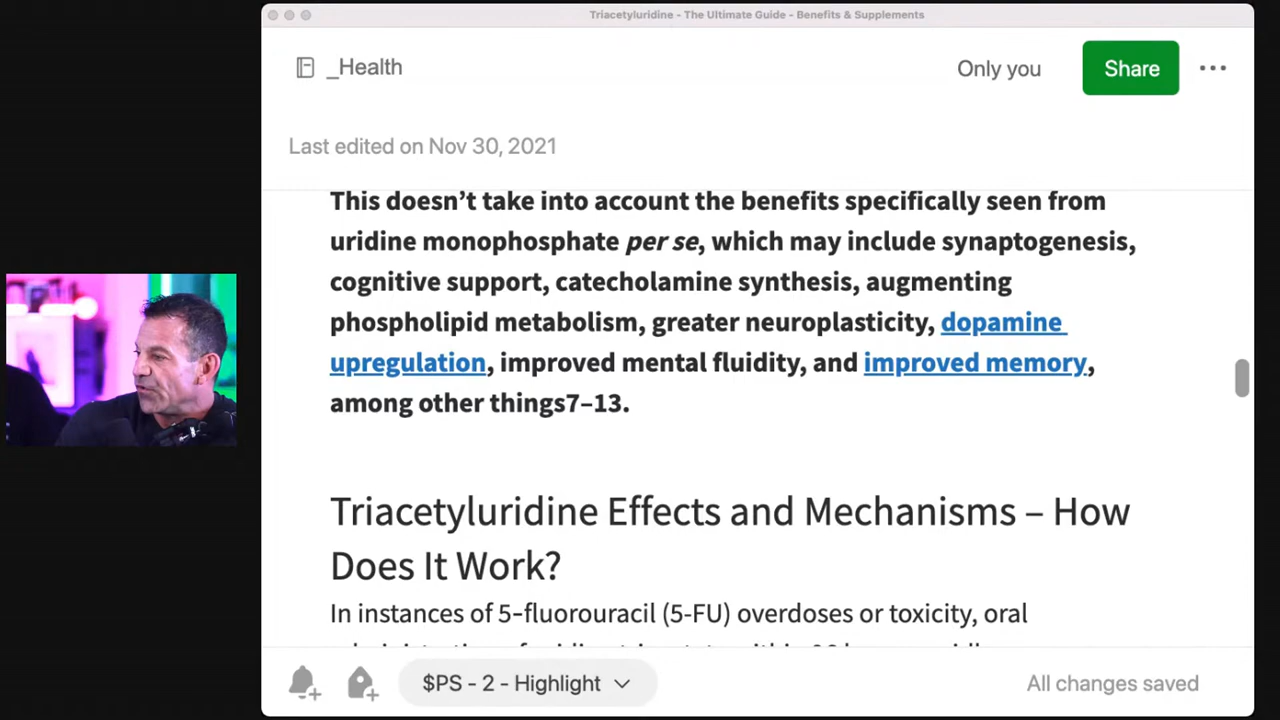 Triacetyluridine - The Ultimate Guide - Benefits & Supplements
_Health
Only you
Share
Last edited on Nov 30, 2021
This doesn’t take into account the benefits specifically seen from
uridine monophosphate per se, which may include synaptogenesis,
cognitive support, catecholamine synthesis, augmenting
phospholipid metabolism, greater neuroplasticity, dopamine
upregulation, improved mental fluidity, and improved memory,
among other things7–13.
Triacetyluridine Effects and Mechanisms – How
Does It Work?
In instances of 5-fluorouracil (5-FU) overdoses or toxicity, oral
$PS - 2 - Highlight
All changes saved